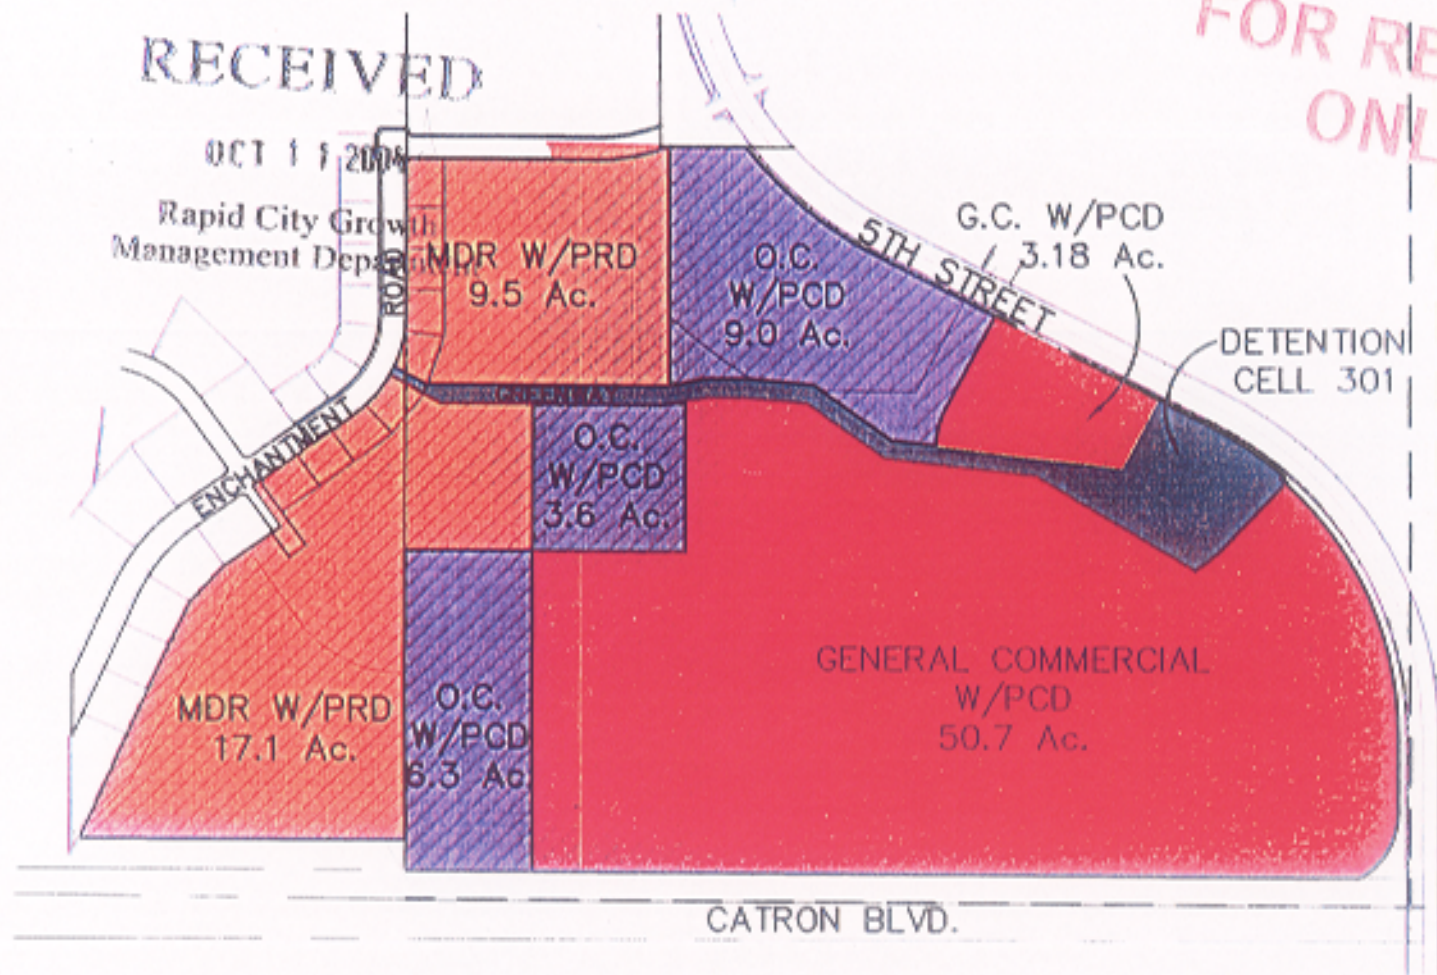 RECEIVED
FOR RE
ONL
OCT 1 1 2004
Rapid City Growth
Management Department
ROAD
MDR W/PRD
9.5 Ac.
O.C.
W/PCD
9.0 Ac.
5TH STREET
G.C. W/PCD
3.18 Ac.
DETENTION
CELL 301
ENCHANTMENT
O.C.
W/PCD
3.6 Ac.
MDR W/PRD
17.1 Ac.
O.C.
W/PCD
6.3 Ac.
GENERAL COMMERCIAL
W/PCD
50.7 Ac.
CATRON BLVD.